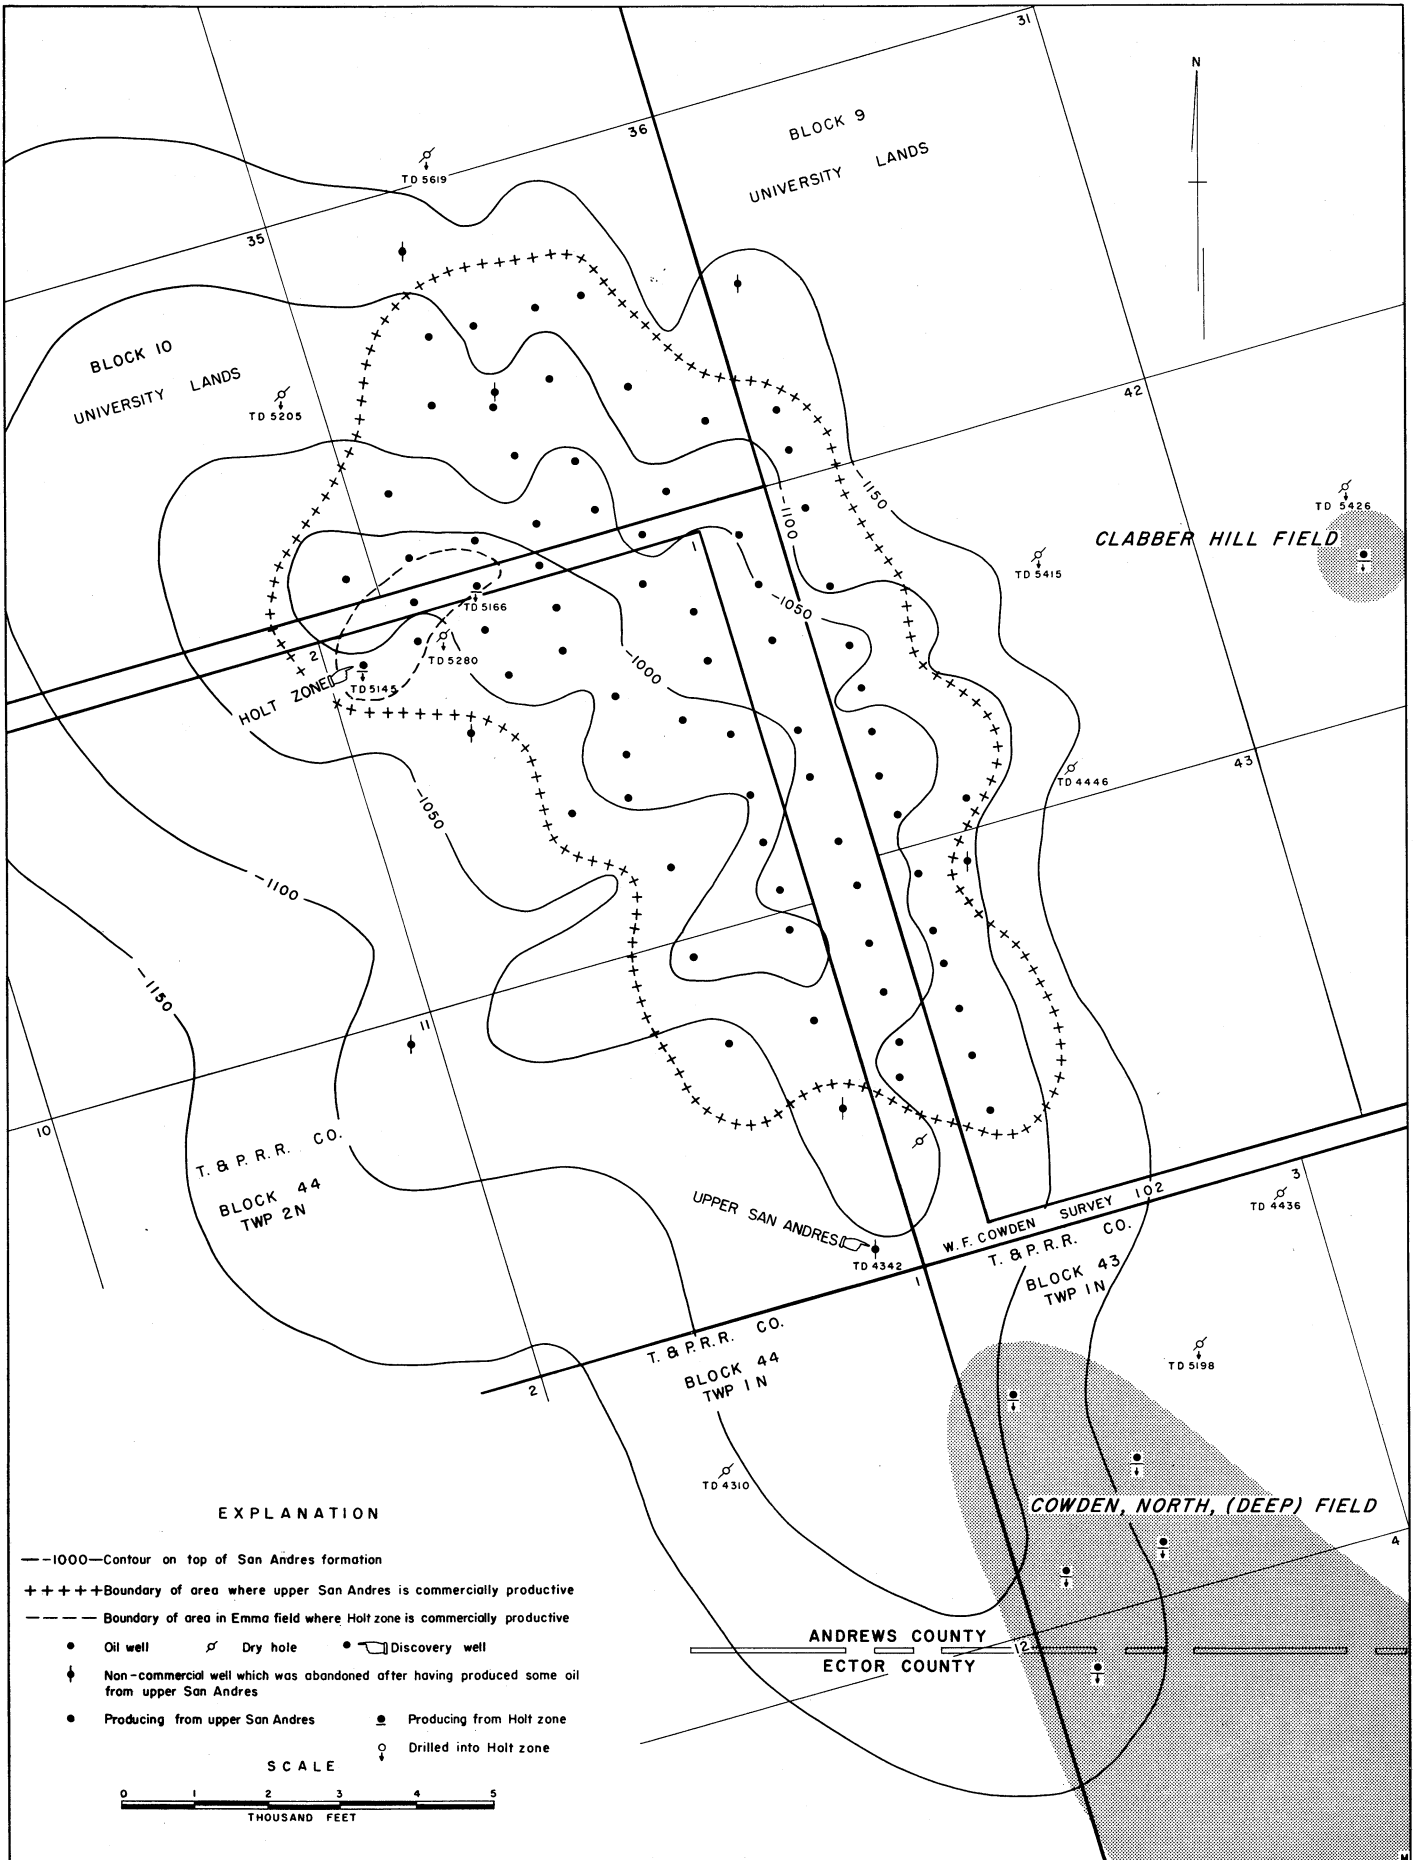 31
N
BLOCK 9
36
UNIVERSITY LANDS
TD 5619
35
BLOCK 10
UNIVERSITY LANDS
TD 5205
42
-1150
TD 5426
-1100
CLABBER HILL FIELD
1
TD 5415
-1050
TD 5166
2
TD 5280
-1000
HOLT ZONE
TD 5145
43
TD 4446
-1050
-1100
-1150
11
10
T. & P. R. R. CO.
BLOCK 44
TWP 2N
UPPER SAN ANDRES
TD 4342
W. F. COWDEN SURVEY 102
3
TD 4436
T. & P. R. R. CO.
BLOCK 43
TWP 1N
1
T. & P. R. R. CO.
BLOCK 44
TWP 1N
2
TD 5198
TD 4310
COWDEN, NORTH, (DEEP) FIELD
4
ANDREWS COUNTY
12
ECTOR COUNTY
EXPLANATION
-1000 Contour on top of San Andres formation
+++++ Boundary of area where upper San Andres is commercially productive
Boundary of area in Emma field where Holt zone is commercially productive
Oil well Dry hole Discovery well
Non-commercial well which was abandoned after having produced some oil
from upper San Andres
Producing from upper San Andres Producing from Holt zone
Drilled into Holt zone
SCALE
0 1 2 3 4 5
THOUSAND FEET